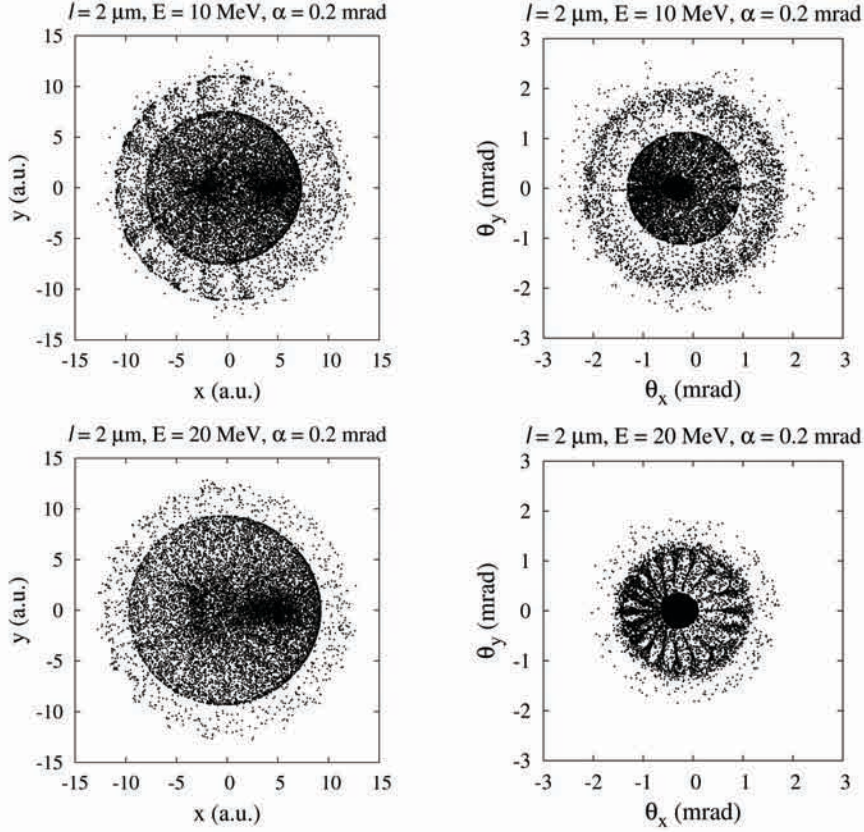 l = 2 μm, E = 10 MeV, α = 0.2 mrad
15
10
5
0
-5
-10
-15
y (a.u.)
-15 -10 -5 0 5 10 15
x (a.u.)
l = 2 μm, E = 10 MeV, α = 0.2 mrad
3
2
1
0
-1
-2
-3
θy (mrad)
-3 -2 -1 0 1 2 3
θx (mrad)
l = 2 μm, E = 20 MeV, α = 0.2 mrad
15
10
5
0
-5
-10
-15
y (a.u.)
-15 -10 -5 0 5 10 15
x (a.u.)
l = 2 μm, E = 20 MeV, α = 0.2 mrad
3
2
1
0
-1
-2
-3
θy (mrad)
-3 -2 -1 0 1 2 3
θx (mrad)